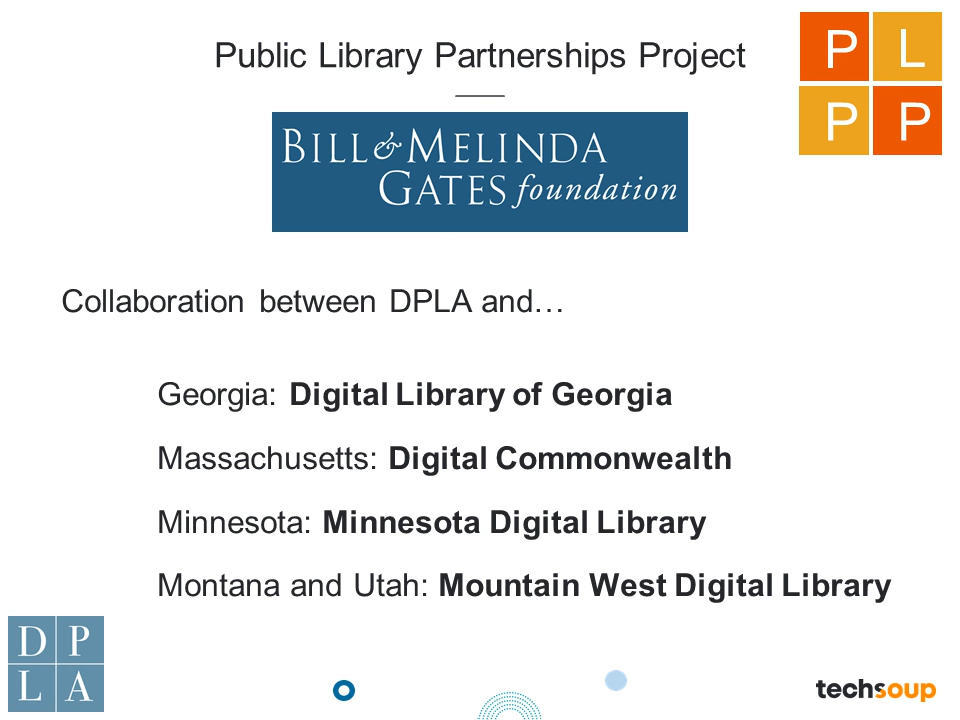 Public Library Partnerships Project
P L
P P
BILL & MELINDA
GATES foundation
Collaboration between DPLA and…
Georgia: Digital Library of Georgia
Massachusetts: Digital Commonwealth
Minnesota: Minnesota Digital Library
Montana and Utah: Mountain West Digital Library
D P
L A
techsoup